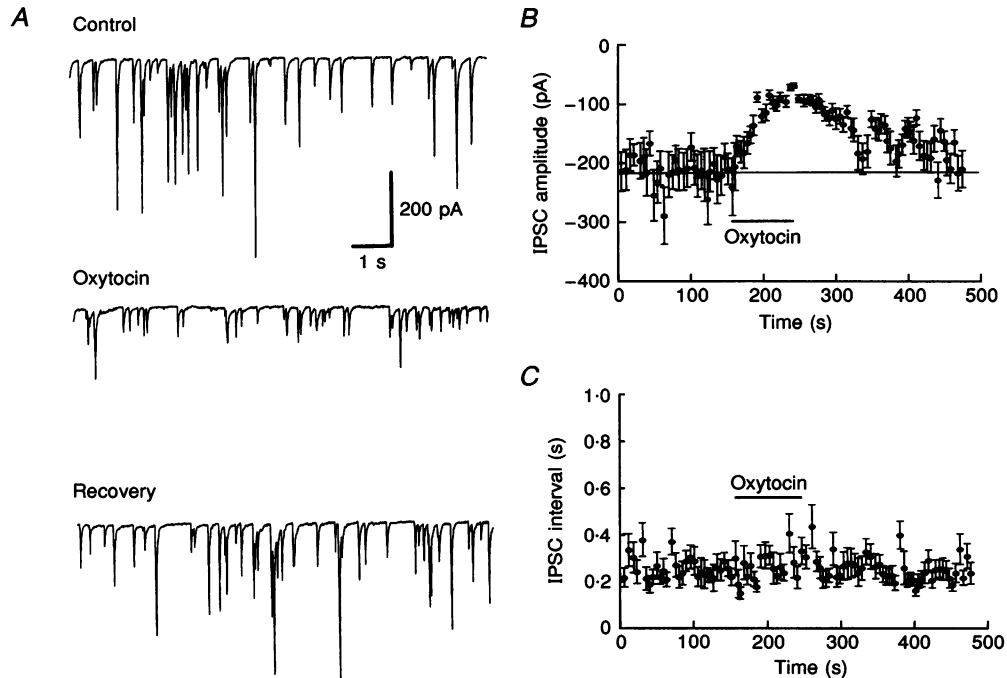 A
Control
200 pA
1 s
Oxytocin
Recovery
B
0
−100
−200
−300
−400
IPSC amplitude (pA)
Oxytocin
0 100 200 300 400 500
Time (s)
C
1·0
0·8
0·6
0·4
0·2
0
IPSC interval (s)
Oxytocin
0 100 200 300 400 500
Time (s)